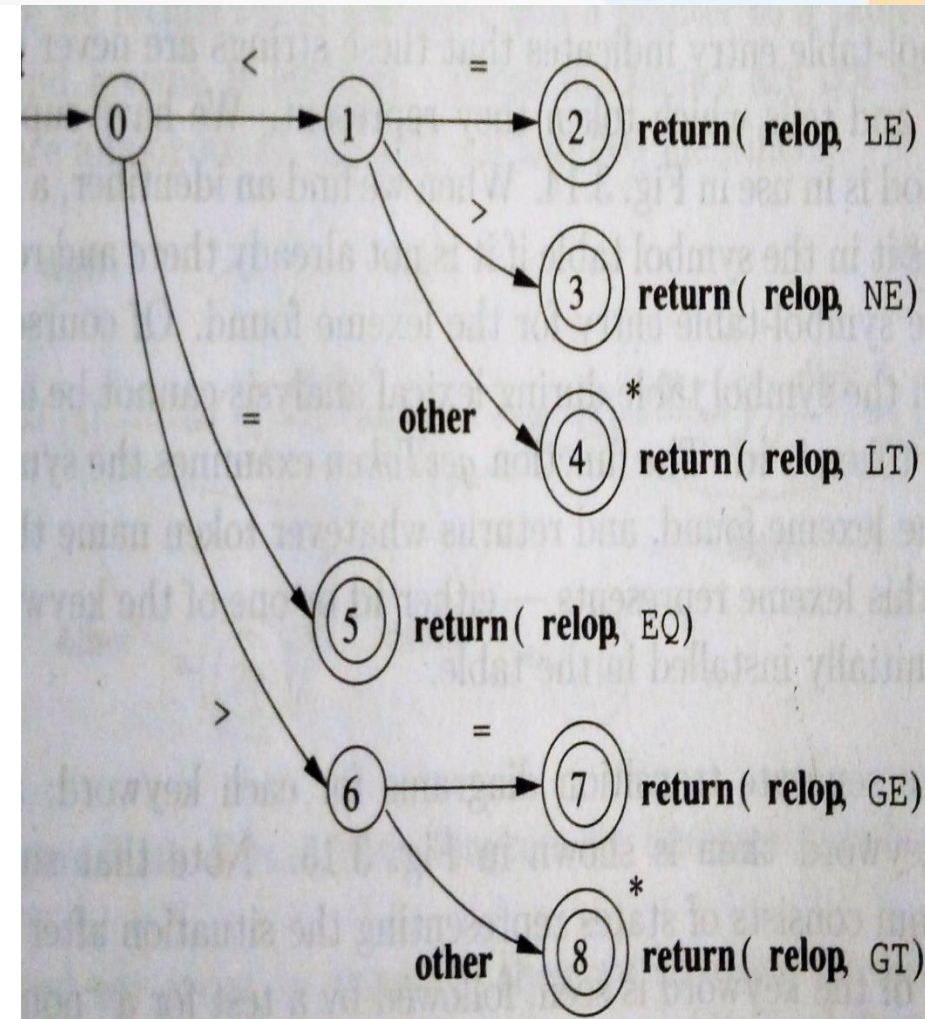 < =
0 1 2 return( relop, LE)
>
3 return( relop, NE)
*
other
= 4 return( relop, LT)
5 return( relop, EQ)
> =
6 7 return( relop, GE)
*
other 8 return( relop, GT)